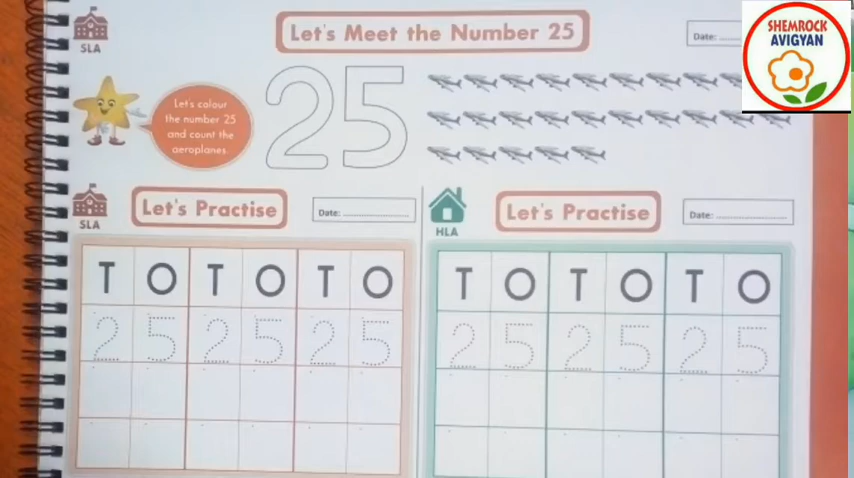 SLA
Let's Meet the Number 25
Date:
SHEMROCK
AVIGYAN
Let's colour
the number 25
and count the
aeroplanes.
25
SLA
Let's Practise
Date:
HLA
Let's Practise
Date:
T O T O T O
2 5 2 5 2 5
T O T O T O
2 5 2 5 2 5